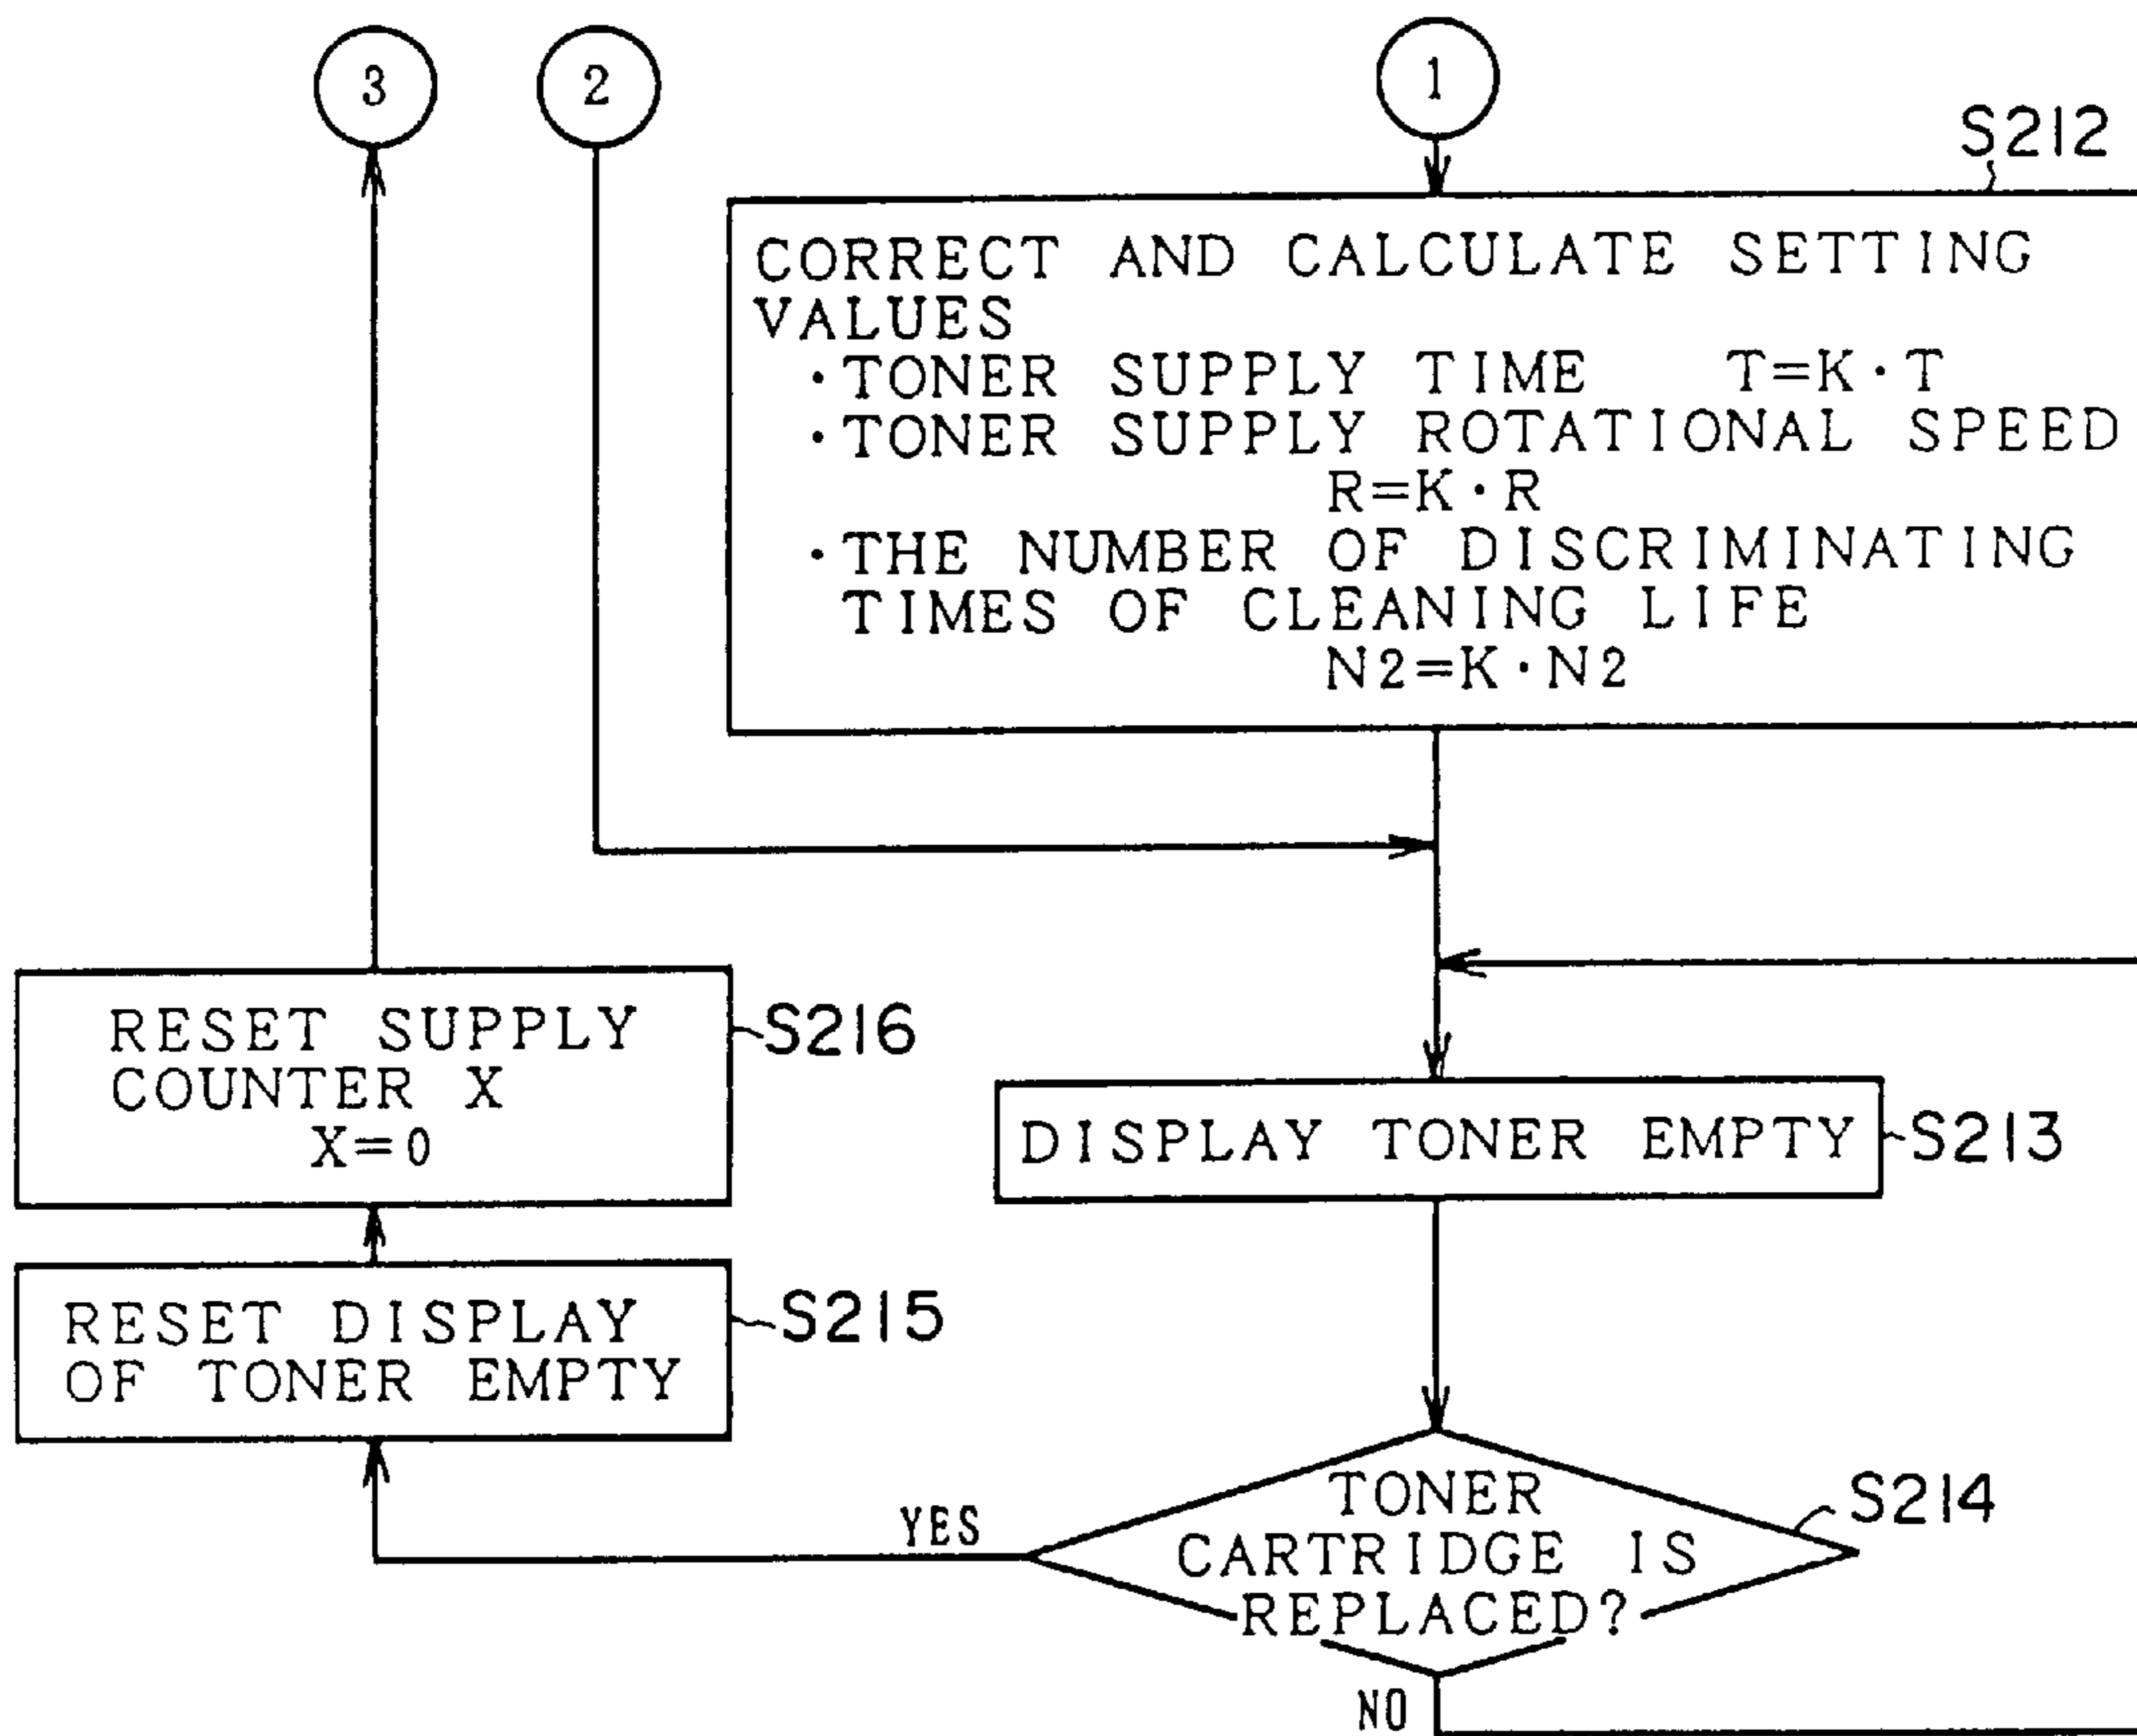 3
2
1
S212
CORRECT AND CALCULATE SETTING
VALUES
・TONER SUPPLY TIME T=K・T
・TONER SUPPLY ROTATIONAL SPEED
R=K・R
・THE NUMBER OF DISCRIMINATING
TIMES OF CLEANING LIFE
N2=K・N2
RESET SUPPLY
COUNTER X
X=0
S216
DISPLAY TONER EMPTY
S213
RESET DISPLAY
OF TONER EMPTY
S215
TONER
CARTRIDGE IS
REPLACED?
S214
YES
NO